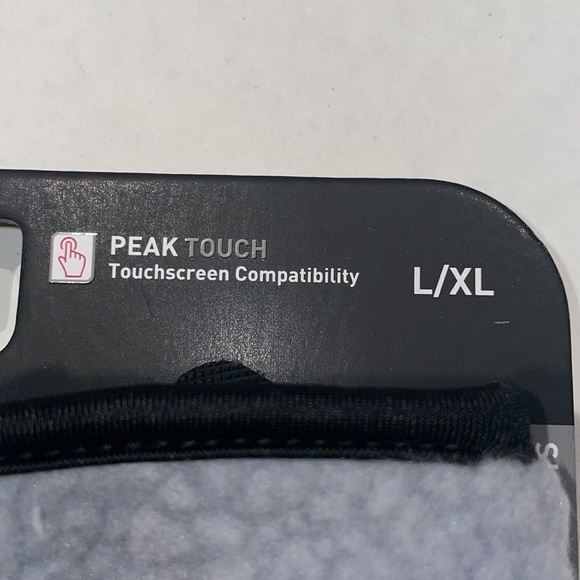 PEAK TOUCH
Touchscreen Compatibility
L/XL